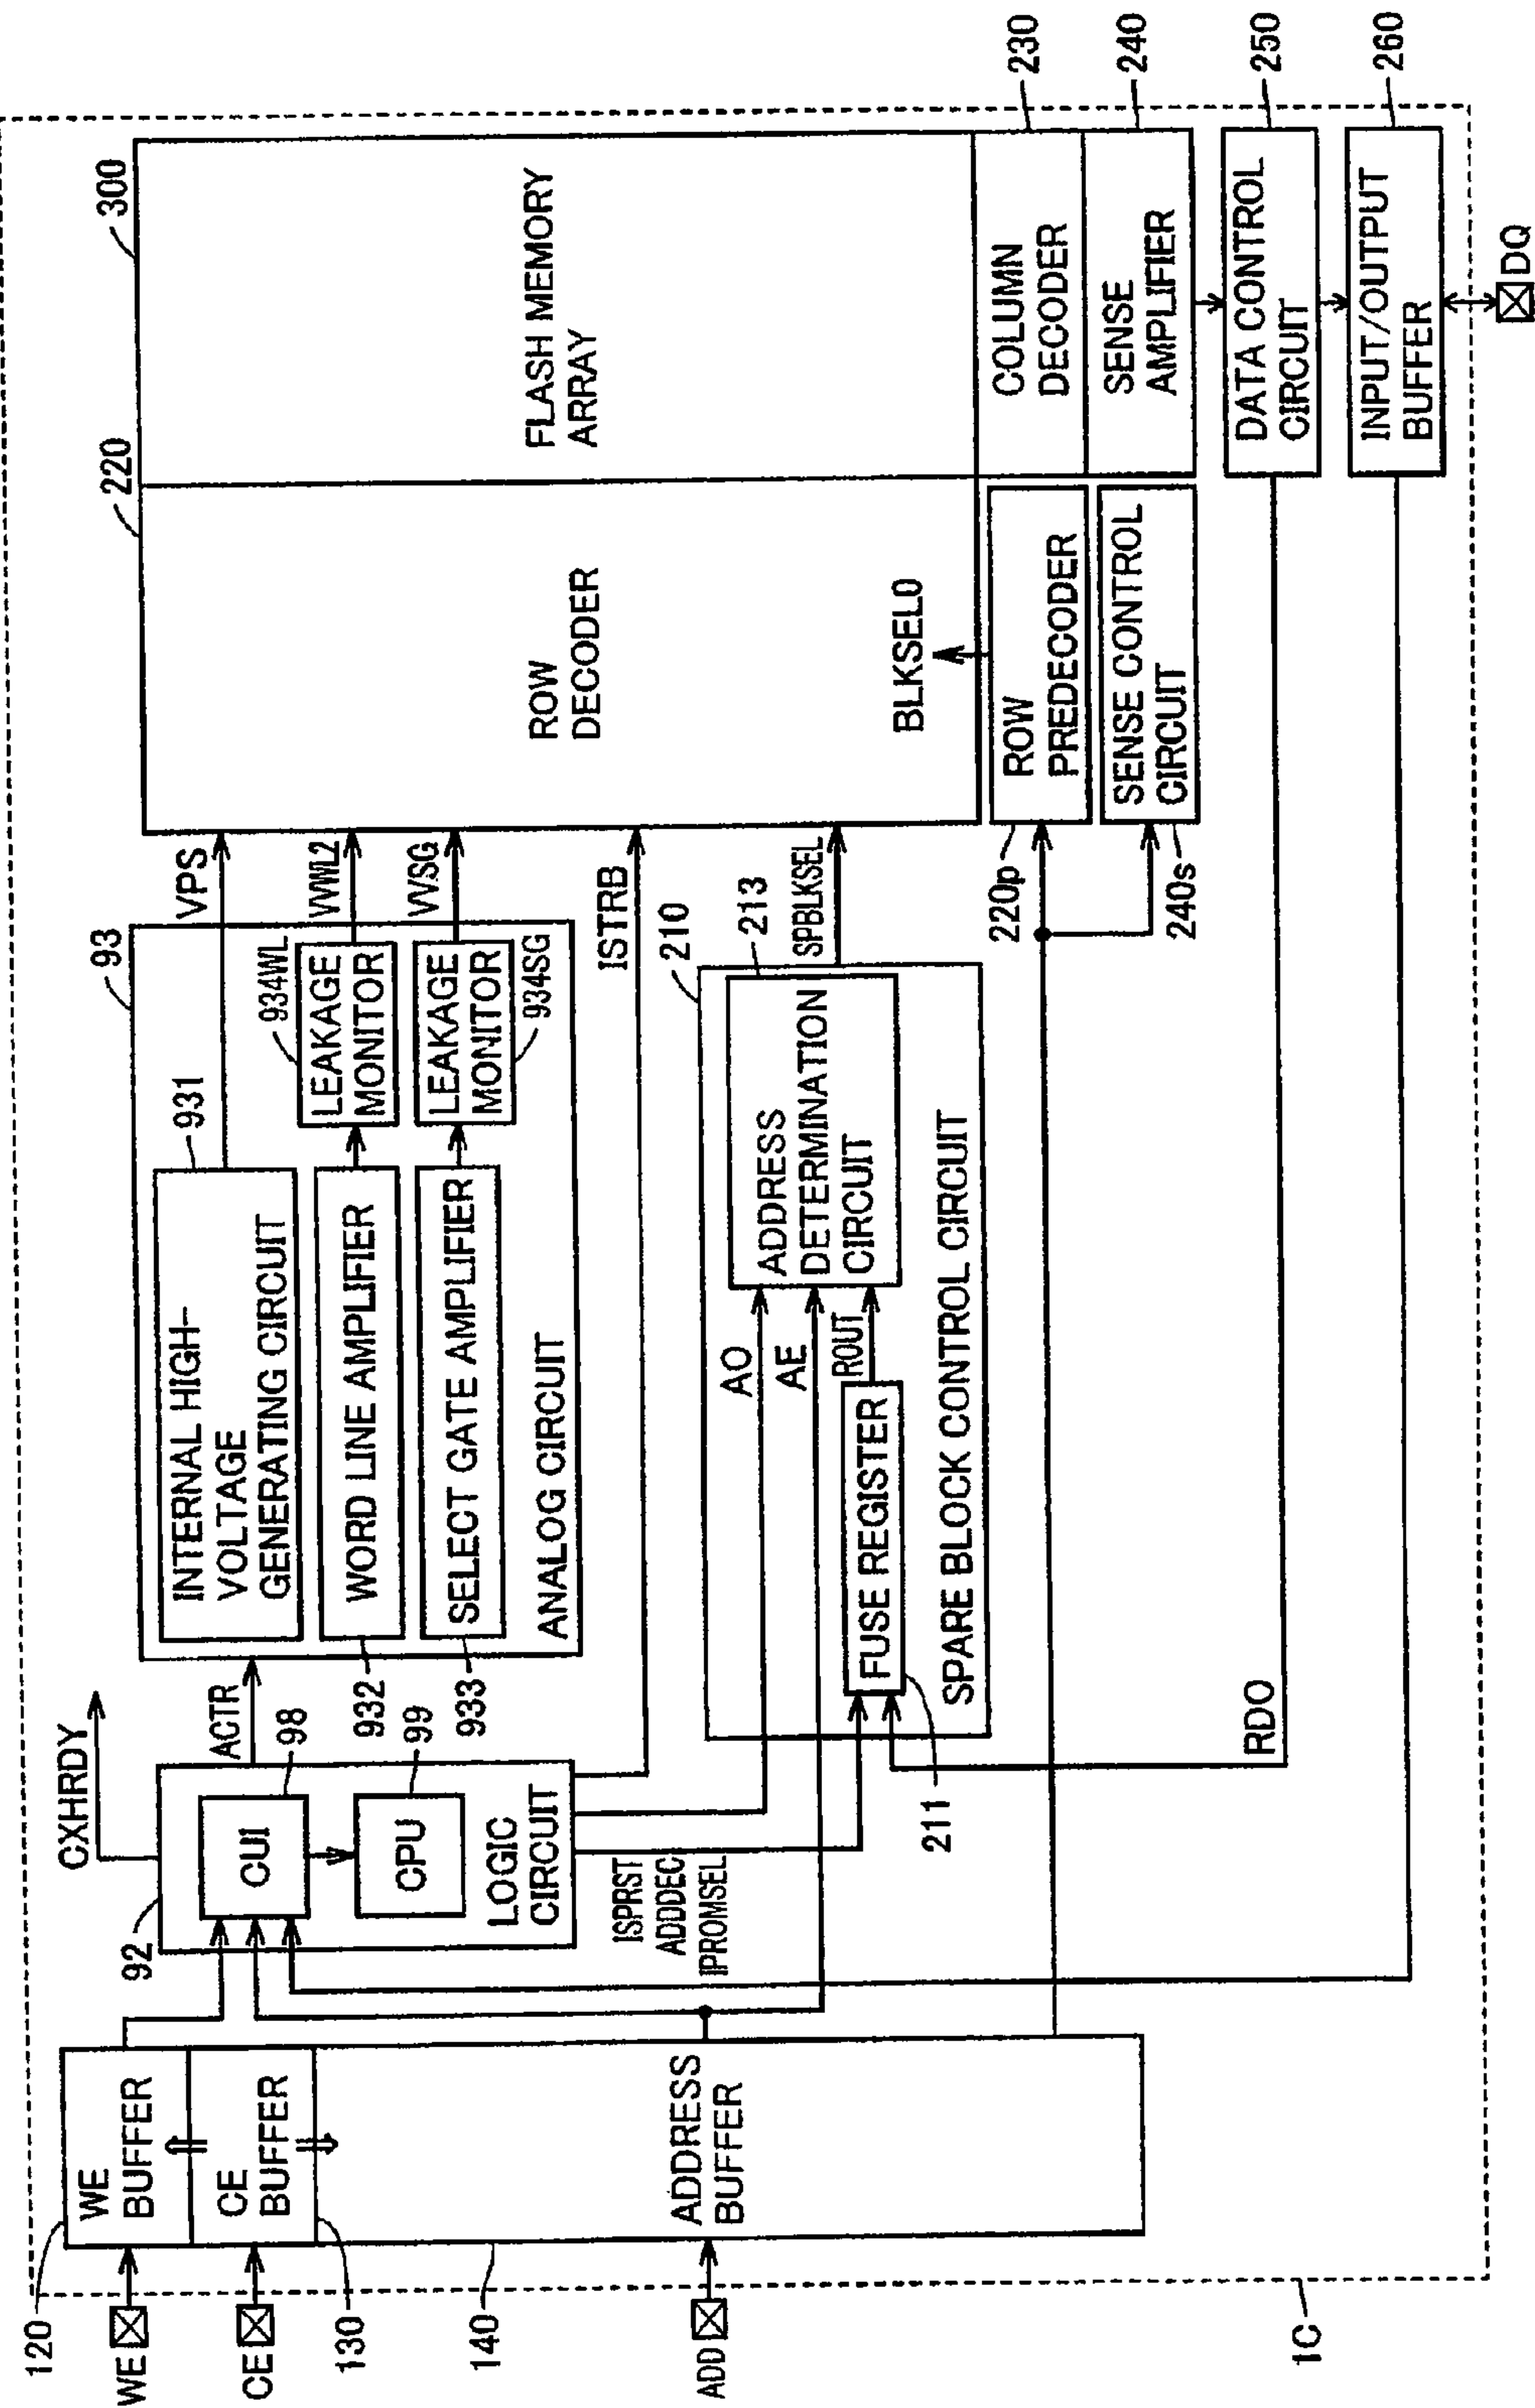 120
WE
BUFFER
WE
CE
BUFFER
CE
130
140
ADDRESS
BUFFER
ADD
1C
CXHRDY
92
CUI
98
CPU
99
LOGIC
CIRCUIT
ACTR
ISPRST
ADDDEC
IPROMSEL
93
INTERNAL HIGH-
VOLTAGE
GENERATING CIRCUIT
931
WORD LINE AMPLIFIER
932
SELECT GATE AMPLIFIER
933
ANALOG CIRCUIT
LEAKAGE
MONITOR
934WL
LEAKAGE
MONITOR
934SG
VPS
VVWL2
VVSG
ISTRB
210
AO
AE
ROUT
FUSE REGISTER
211
ADDRESS
DETERMINATION
CIRCUIT
213
SPARE BLOCK CONTROL CIRCUIT
SPBLKSEL
RDO
220
ROW
DECODER
BLKSEL0
300
FLASH MEMORY
ARRAY
220p
ROW
PREDECODER
240s
SENSE CONTROL
CIRCUIT
COLUMN
DECODER
230
SENSE
AMPLIFIER
240
DATA CONTROL
CIRCUIT
250
INPUT/OUTPUT
BUFFER
260
DQ